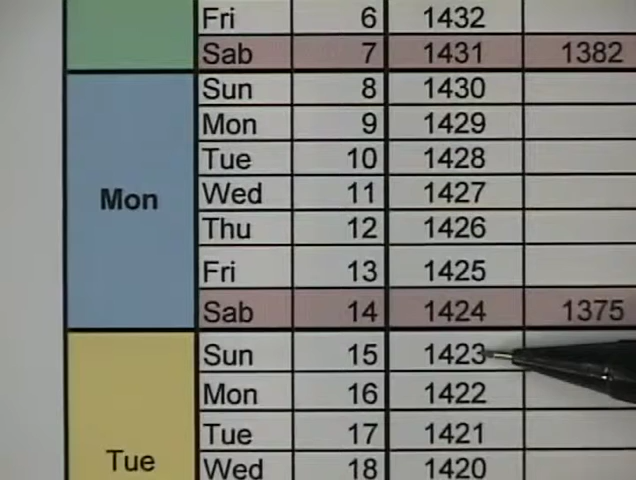 Fri 6 1432
Sab 7 1431 1382
Sun 8 1430
Mon 9 1429
Tue 10 1428
Mon Wed 11 1427
Thu 12 1426
Fri 13 1425
Sab 14 1424 1375
Sun 15 1423
Mon 16 1422
Tue 17 1421
Tue Wed 18 1420